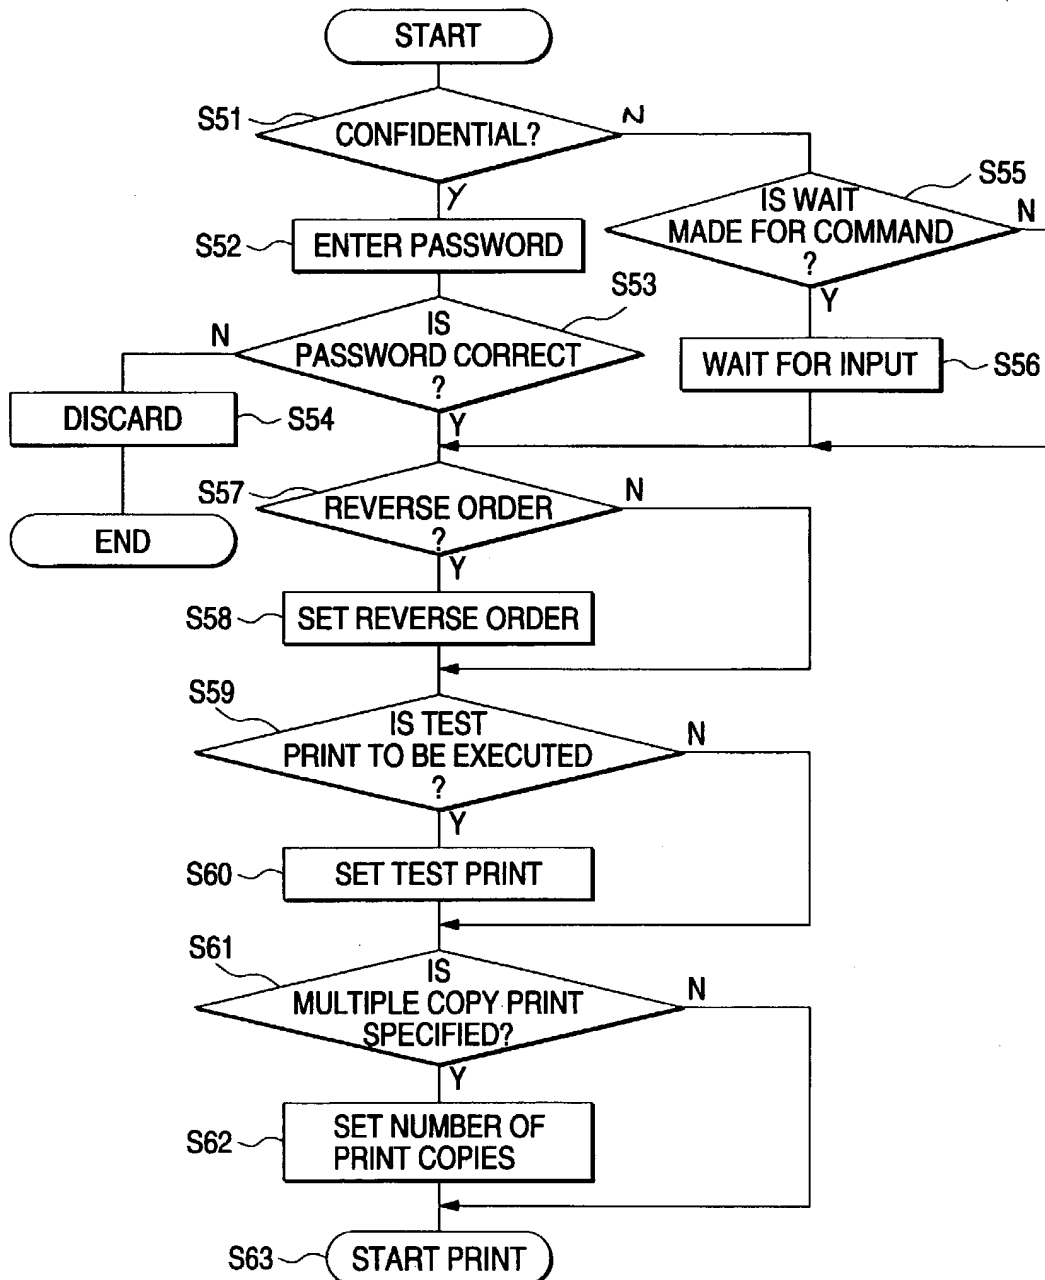 START
S51
CONFIDENTIAL?
N
Y
S55
IS WAIT
MADE FOR COMMAND
?
N
Y
S52
ENTER PASSWORD
S53
N
IS
PASSWORD CORRECT
?
Y
WAIT FOR INPUT
S56
DISCARD
S54
END
S57
REVERSE ORDER
?
N
Y
S58
SET REVERSE ORDER
S59
IS TEST
PRINT TO BE EXECUTED
?
N
Y
S60
SET TEST PRINT
S61
IS
MULTIPLE COPY PRINT
SPECIFIED?
N
Y
S62
SET NUMBER OF
PRINT COPIES
S63
START PRINT